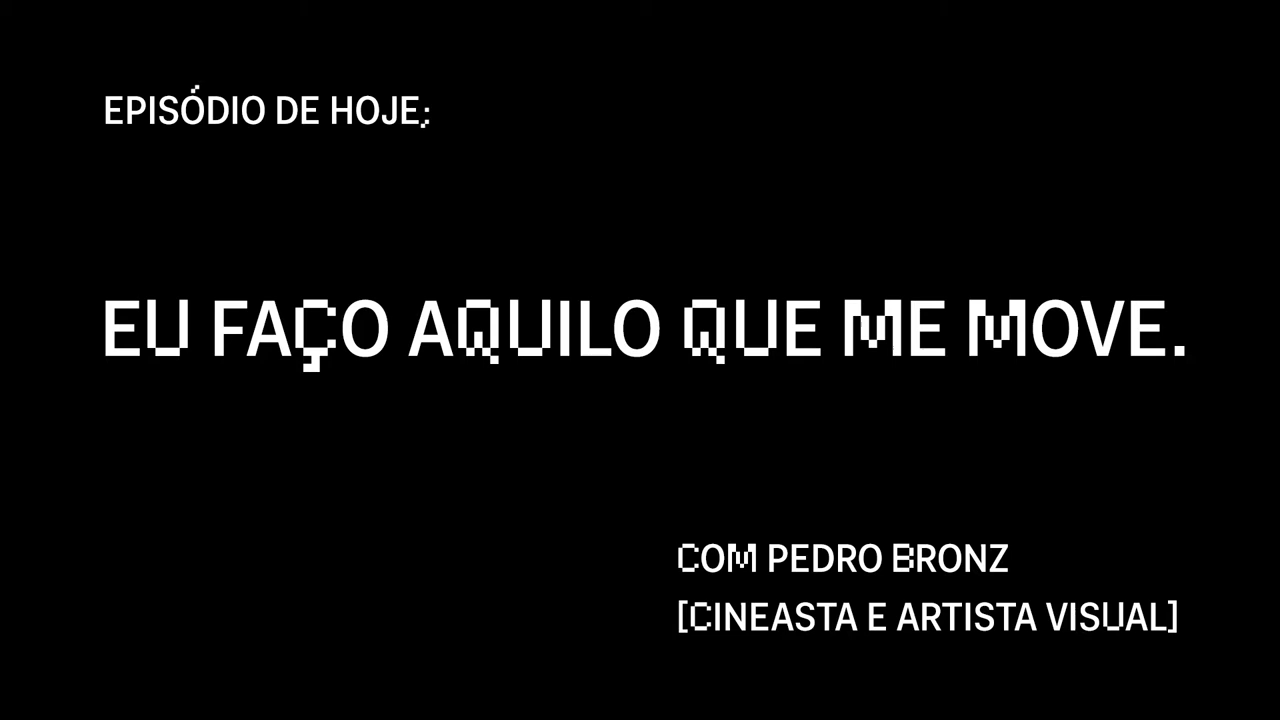 EPISÓDIO DE HOJE:
EU FAÇO AQUILO QUE ME MOVE.
COM PEDRO BRONZ
[CINEASTA E ARTISTA VISUAL]